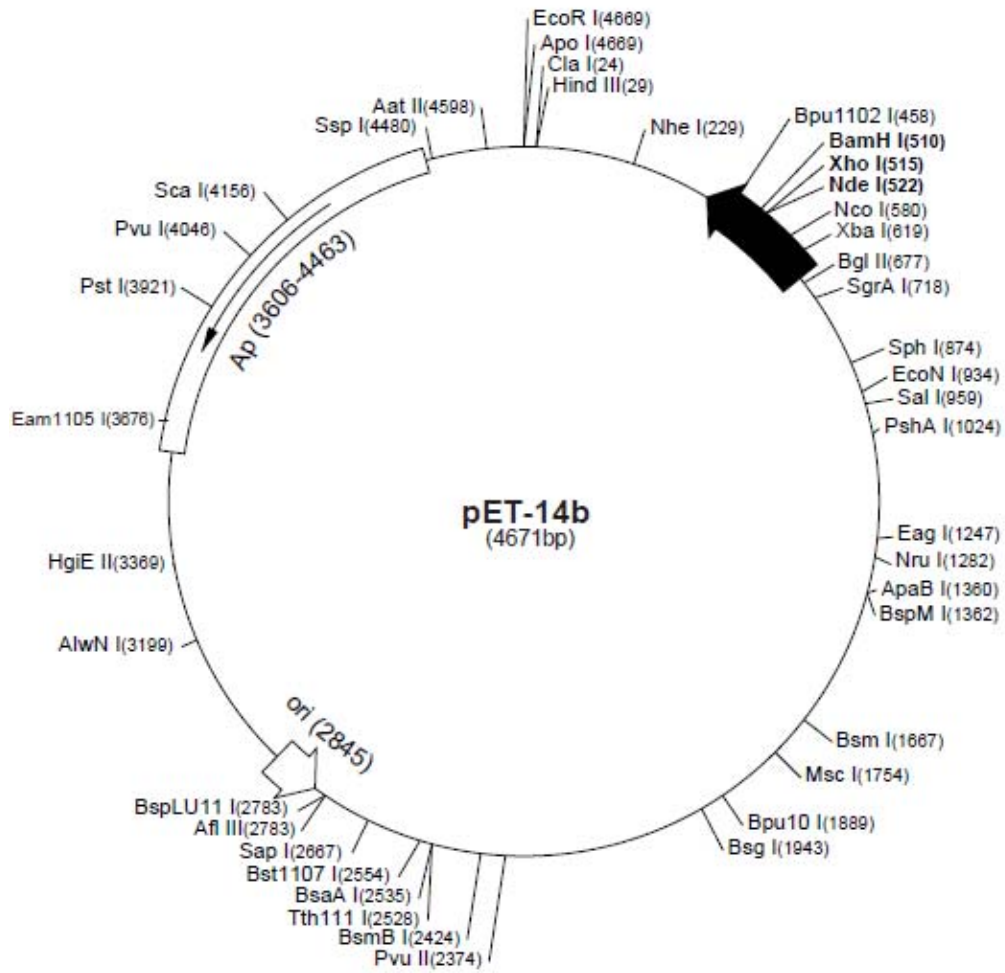 EcoR I(4669)
Apo I(4669)
Cla I(24)
Hind III(29)
Nhe I(229)
Bpu1102 I(458)
BamH I(510)
Xho I(515)
Nde I(522)
Nco I(580)
Xba I(619)
Bgl II(677)
SgrA I(718)
Sph I(874)
EcoN I(934)
Sal I(959)
PshA I(1024)
Eag I(1247)
Nru I(1282)
ApaB I(1360)
BspM I(1362)
Bsm I(1667)
Msc I(1754)
Bpu10 I(1889)
Bsg I(1943)
Pvu II(2374)
BsmB I(2424)
Tth111 I(2528)
BsaA I(2535)
Bst1107 I(2554)
Sap I(2667)
Afl III(2783)
BspLU11 I(2783)
ori (2845)
AlwN I(3199)
HgiE II(3369)
Eam1105 I(3676)
Pst I(3921)
Pvu I(4046)
Sca I(4156)
Ssp I(4480)
Aat II(4598)
Ap (3606-4463)
pET-14b
(4671bp)